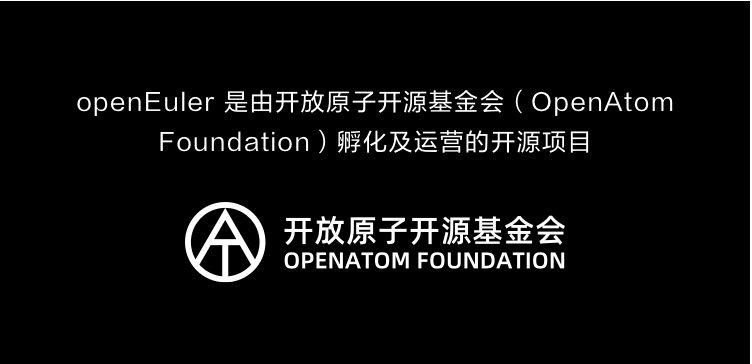 openEuler 是由开放原子开源基金会（OpenAtom
Foundation）孵化及运营的开源项目
开放原子开源基金会
OPENATOM FOUNDATION